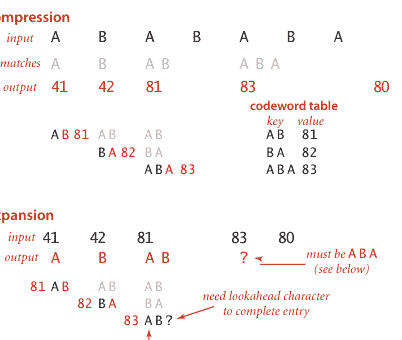 ompression
input A B A B A B A
matches A B A B A B A
output 41 42 81 83 80
codeword table
key value
A B 81 A B A B A B 81
B A 82 B A B A 82
A B A 83 A B A 83
xpansion
input 41 42 81 83 80
output A B A B ? must be A B A
(see below)
81 A B A B A B
82 B A B A
83 A B ?
need lookahead character
to complete entry